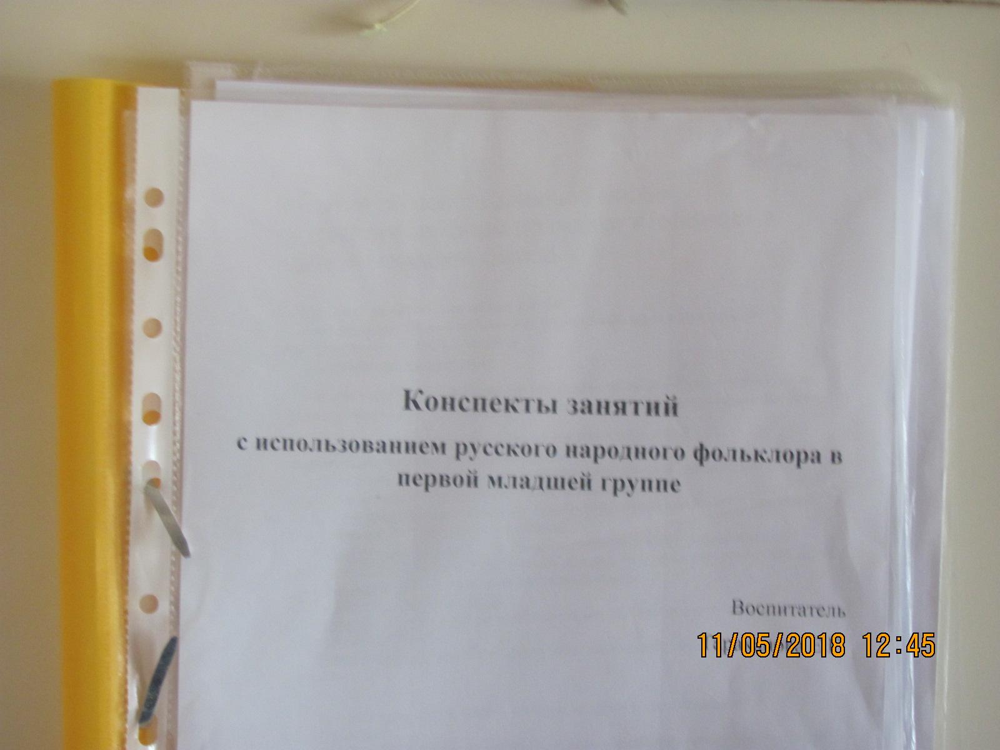 Конспекты занятий
с использованием русского народного фольклора в
первой младшей группе
Воспитатель
11/05/2018 12:45